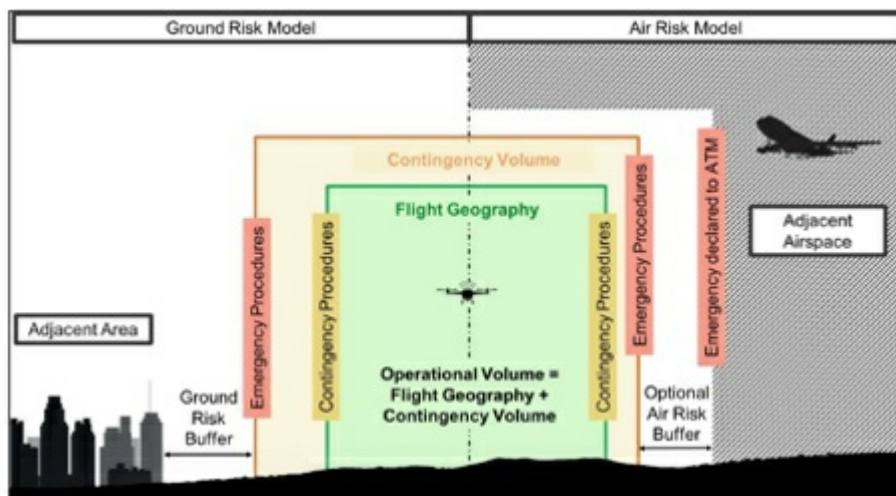 Ground Risk Model
Air Risk Model
Contingency Volume
Flight Geography
Emergency Procedures
Contingency Procedures
Contingency Procedures
Emergency Procedures
Emergency declared to ATM
Adjacent
Airspace
Adjacent Area
Operational Volume =
Flight Geography +
Contingency Volume
Ground
Risk
Buffer
Optional
Air Risk
Buffer